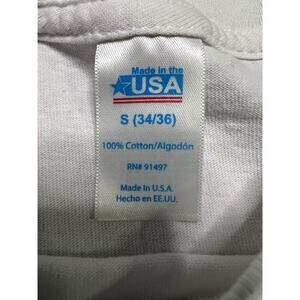 Made in the
USA
S (34/36)
100% Cotton/Algodón
RN# 91497
Made In U.S.A.
Hecho en EE.UU.